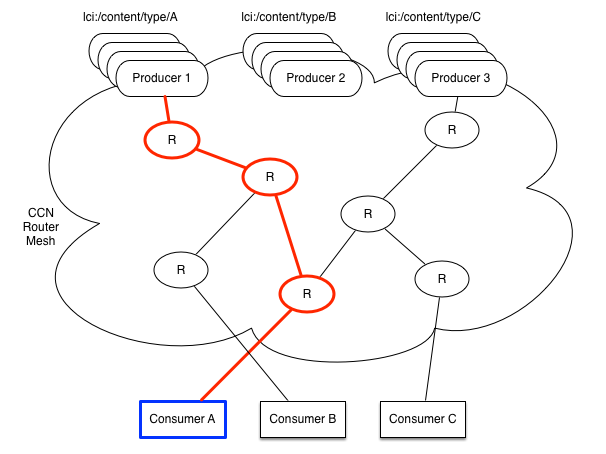 lci:/content/type/A
lci:/content/type/B
lci:/content/type/C
Producer 1
Producer 2
Producer 3
R
R
R
R
CCN
Router
Mesh
R
R
R
Consumer A
Consumer B
Consumer C